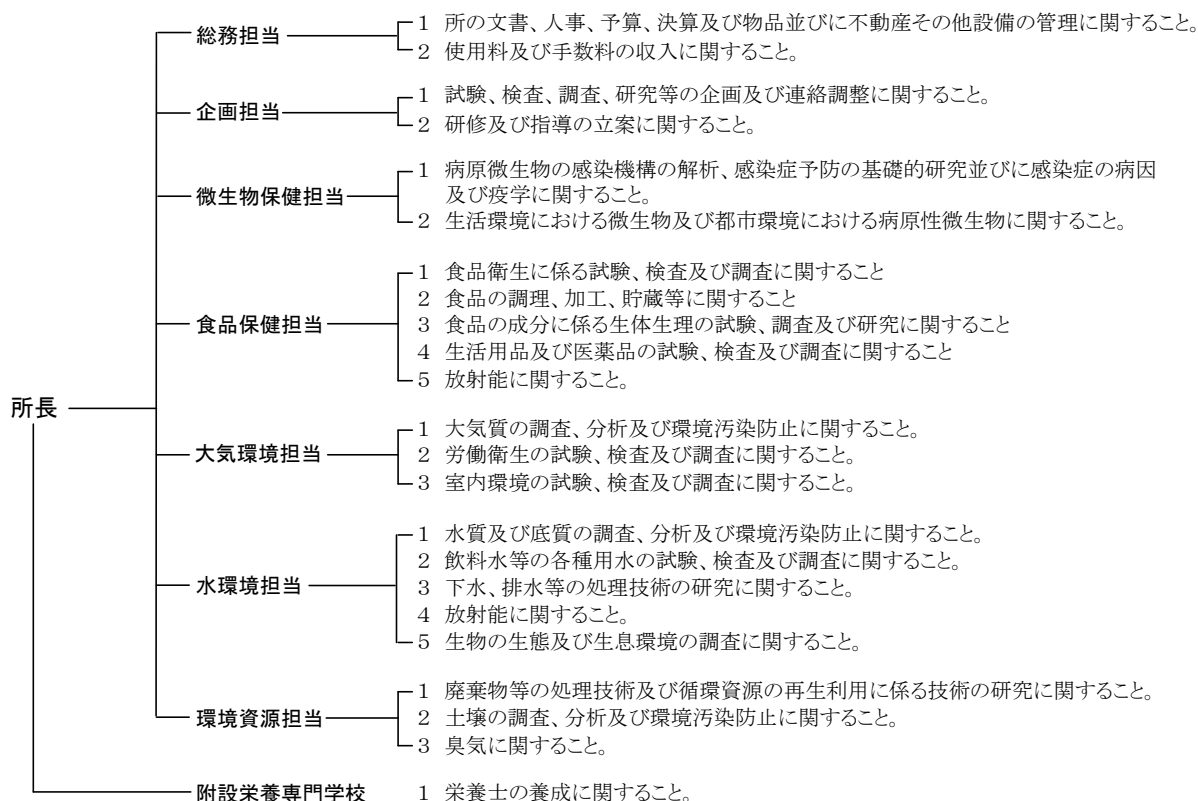 総務担当
1 所の文書、人事、予算、決算及び物品並びに不動産その他設備の管理に関すること。
2 使用料及び手数料の収入に関すること。
企画担当
1 試験、検査、調査、研究等の企画及び連絡調整に関すること。
2 研修及び指導の立案に関すること。
微生物保健担当
1 病原微生物の感染機構の解析、感染症予防の基礎的研究並びに感染症の病因
及び疫学に関すること。
2 生活環境における微生物及び都市環境における病原性微生物に関すること。
食品保健担当
1 食品衛生に係る試験、検査及び調査に関すること
2 食品の調理、加工、貯蔵等に関すること
3 食品の成分に係る生体生理の試験、調査及び研究に関すること
4 生活用品及び医薬品の試験、検査及び調査に関すること
5 放射能に関すること。
所長
大気環境担当
1 大気質の調査、分析及び環境汚染防止に関すること。
2 労働衛生の試験、検査及び調査に関すること。
3 室内環境の試験、検査及び調査に関すること。
水環境担当
1 水質及び底質の調査、分析及び環境汚染防止に関すること。
2 飲料水等の各種用水の試験、検査及び調査に関すること。
3 下水、排水等の処理技術の研究に関すること。
4 放射能に関すること。
5 生物の生態及び生息環境の調査に関すること。
環境資源担当
1 廃棄物等の処理技術及び循環資源の再生利用に係る技術の研究に関すること。
2 土壌の調査、分析及び環境汚染防止に関すること。
3 臭気に関すること。
附設栄養専門学校
1 栄養士の養成に関すること。